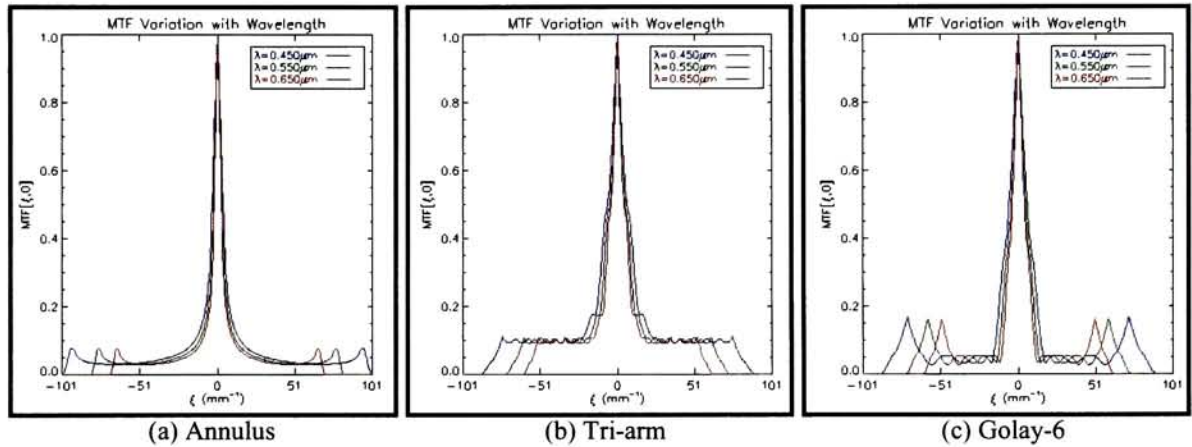 MTF Variation with Wavelength
MTF[ξ,0]
1.0
0.8
0.6
0.4
0.2
0.0
λ=0.450μm
λ=0.550μm
λ=0.650μm
-101
-51
0
51
101
ξ (mm⁻¹)
(a) Annulus
MTF Variation with Wavelength
MTF[ξ,0]
1.0
0.8
0.6
0.4
0.2
0.0
λ=0.450μm
λ=0.550μm
λ=0.650μm
-101
-51
0
51
101
ξ (mm⁻¹)
(b) Tri-arm
MTF Variation with Wavelength
MTF[ξ,0]
1.0
0.8
0.6
0.4
0.2
0.0
λ=0.450μm
λ=0.550μm
λ=0.650μm
-101
-51
0
51
101
ξ (mm⁻¹)
(c) Golay-6